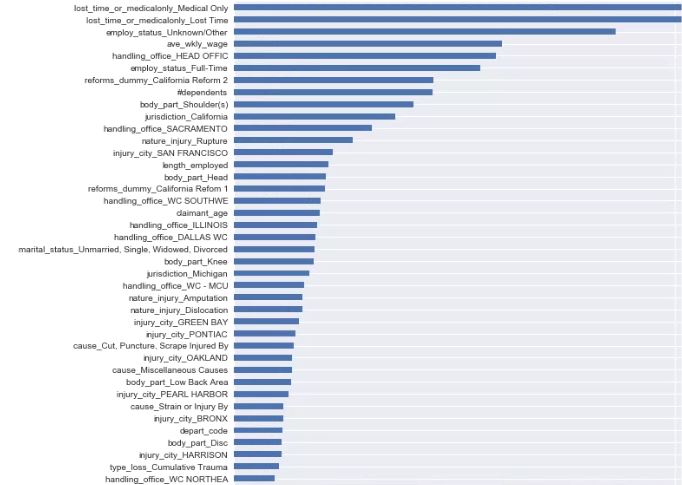 lost_time_or_medicalonly_Medical Only
lost_time_or_medicalonly_Lost Time
employ_status_Unknown/Other
ave_wkly_wage
handling_office_HEAD OFFIC
employ_status_Full-Time
reforms_dummy_California Reform 2
#dependents
body_part_Shoulder(s)
jurisdiction_California
handling_office_SACRAMENTO
nature_injury_Rupture
injury_city_SAN FRANCISCO
length_employed
body_part_Head
reforms_dummy_California Refom 1
handling_office_WC SOUTHWE
claimant_age
handling_office_ILLINOIS
handling_office_DALLAS WC
marital_status_Unmarried, Single, Widowed, Divorced
body_part_Knee
jurisdiction_Michigan
handling_office_WC - MCU
nature_injury_Amputation
nature_injury_Dislocation
injury_city_GREEN BAY
injury_city_PONTIAC
cause_Cut, Puncture, Scrape Injured By
injury_city_OAKLAND
cause_Miscellaneous Causes
body_part_Low Back Area
injury_city_PEARL HARBOR
cause_Strain or Injury By
injury_city_BRONX
depart_code
body_part_Disc
injury_city_HARRISON
type_loss_Cumulative Trauma
handling_office_WC NORTHEA